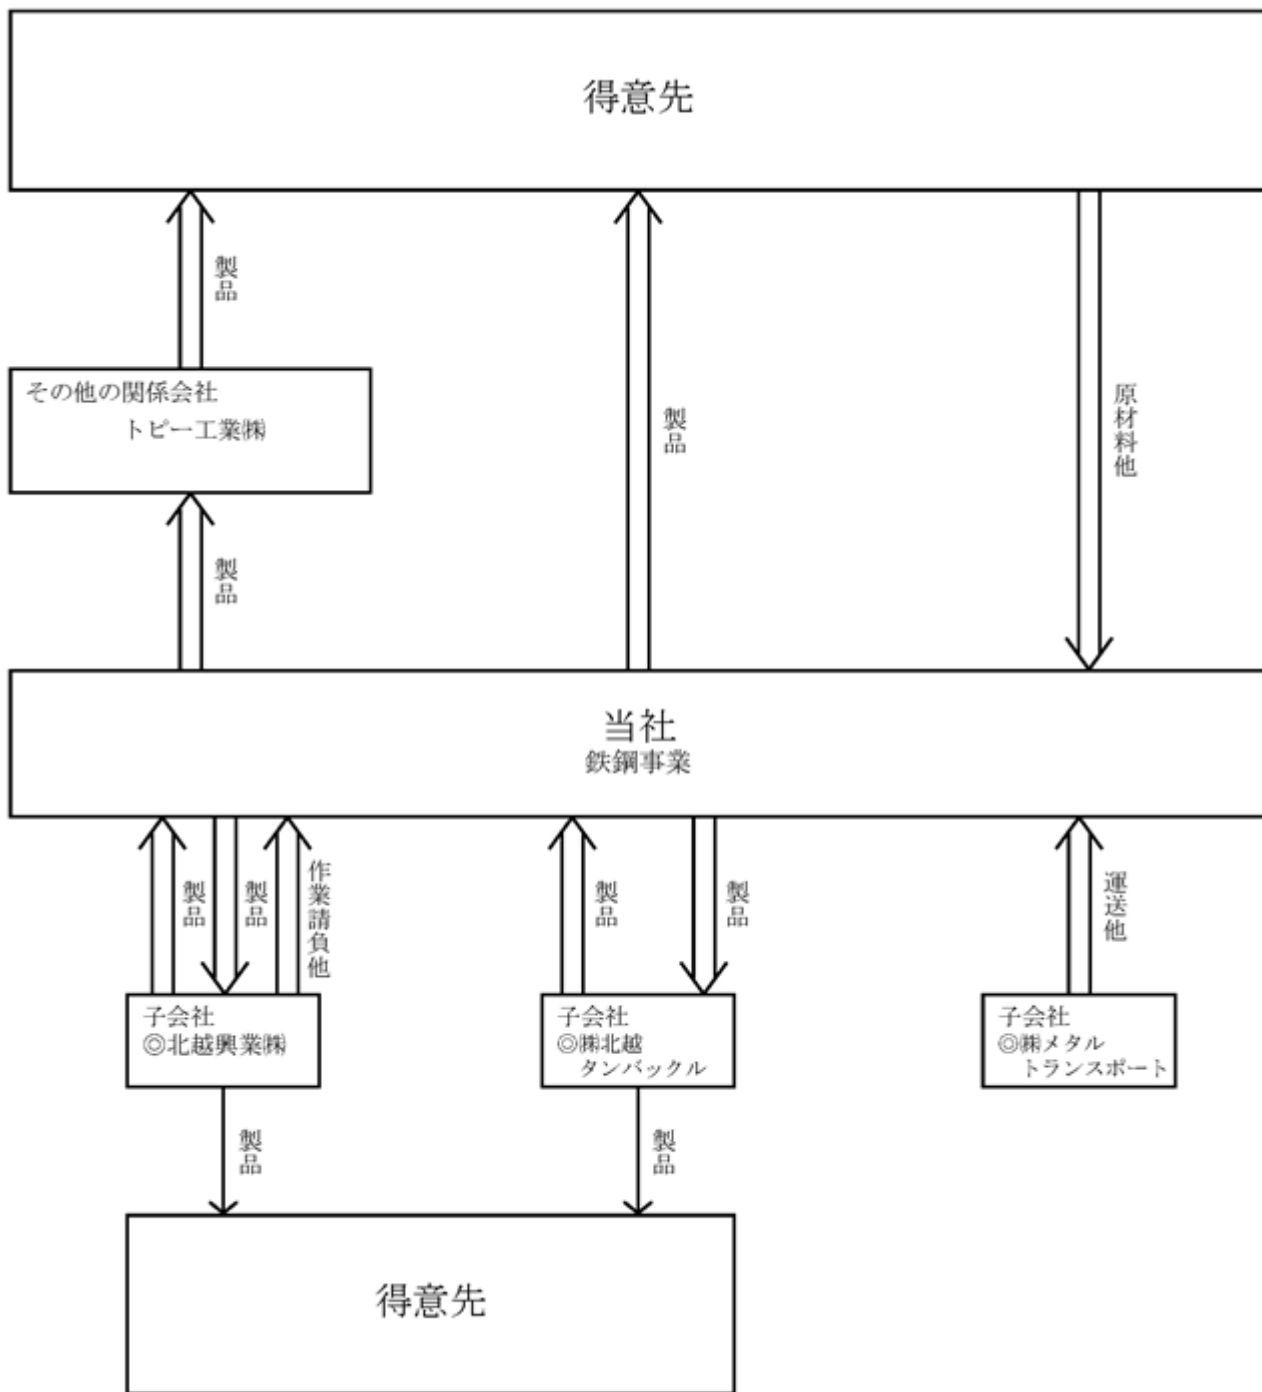 得意先
製品
その他の関係会社
トピー工業㈱
製品
原材料他
製品
当社
鉄鋼事業
製品
製品
作業請負他
製品
製品
運送他
子会社
◎北越興業㈱
子会社
◎㈱北越
タンバックル
子会社
◎㈱メタル
トランスポート
製品
製品
得意先